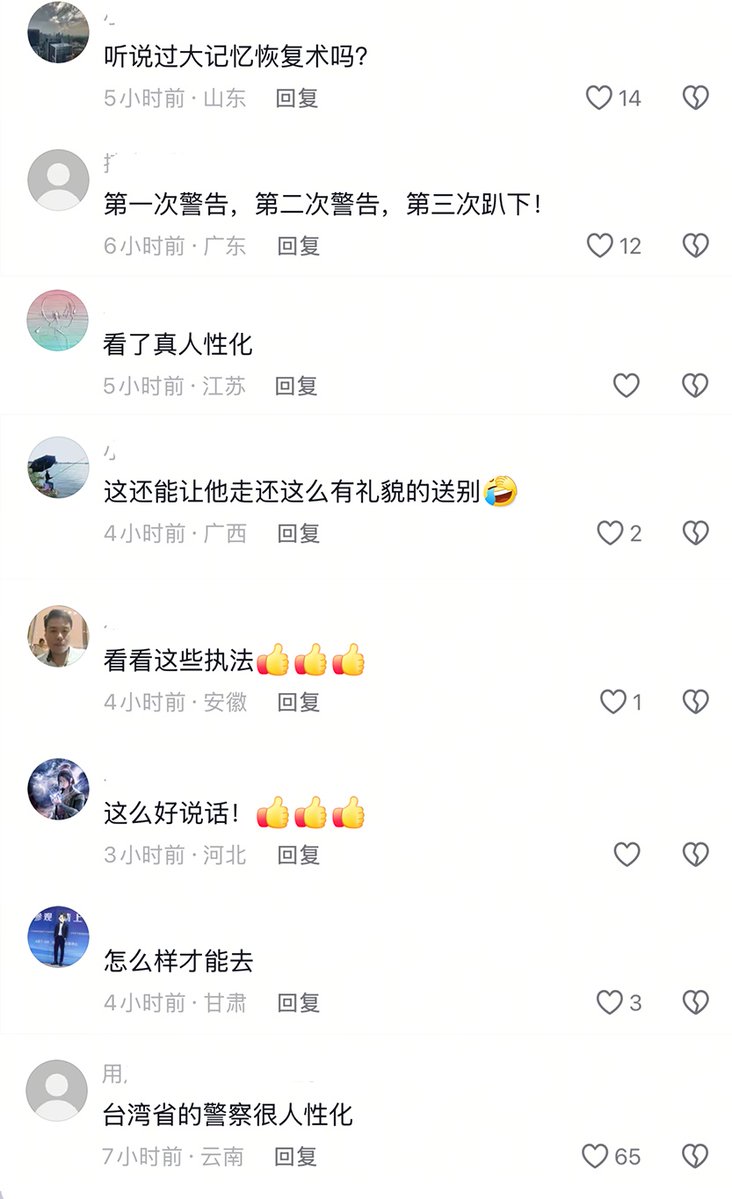 听说过大记忆恢复术吗？
5小时前 · 山东 回复 14
第一次警告，第二次警告，第三次趴下！
6小时前 · 广东 回复 12
看了真人性化
5小时前 · 江苏 回复
小
这还能让他走还这么有礼貌的送别🤣
4小时前 · 广西 回复 2
看看这些执法👍👍👍
4小时前 · 安徽 回复 1
这么好说话！👍👍👍
3小时前 · 河北 回复
怎么样才能去
4小时前 · 甘肃 回复 3
用
台湾省的警察很人性化
7小时前 · 云南 回复 65